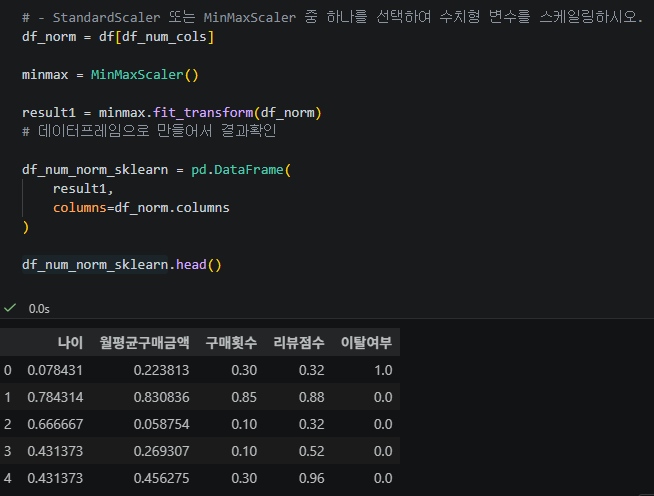 # - StandardScaler 또는 MinMaxScaler 중 하나를 선택하여 수치형 변수를 스케일링하시오.
df_norm = df[df_num_cols]
minmax = MinMaxScaler()
result1 = minmax.fit_transform(df_norm)
# 데이터프레임으로 만들어서 결과확인
df_num_norm_sklearn = pd.DataFrame(
result1,
columns=df_norm.columns
)
df_num_norm_sklearn.head()
0.0s
나이 월평균구매금액 구매횟수 리뷰점수 이탈여부
0 0.078431 0.223813 0.30 0.32 1.0
1 0.784314 0.830836 0.85 0.88 0.0
2 0.666667 0.058754 0.10 0.32 0.0
3 0.431373 0.269307 0.10 0.52 0.0
4 0.431373 0.456275 0.30 0.96 0.0